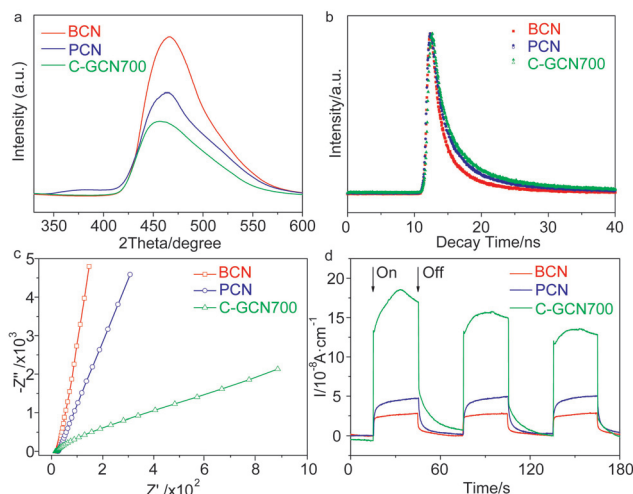 a
BCN
PCN
C-GCN700
Intensity (a.u.)
350 400 450 500 550 600
2Theta/degree
b
BCN
PCN
C-GCN700
Intensity/a.u.
0 10 20 30 40
Decay Time/ns
c
BCN
PCN
C-GCN700
-Z''/x10³
5
4
3
2
1
0
0 2 4 6 8 10
Z'/x10²
d
On Off
BCN
PCN
C-GCN700
I/10⁻⁸A·cm⁻¹
20
15
10
5
0
0 60 120 180
Time/s